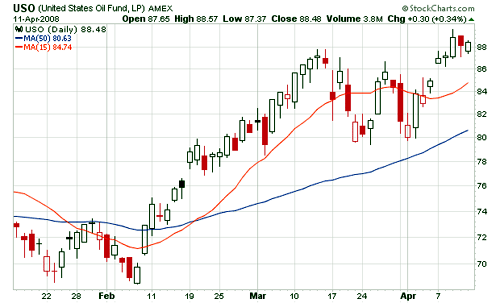 USO (United States Oil Fund, LP) AMEX © StockCharts.com
11-Apr-2008 Open 87.65 High 88.57 Low 87.37 Close 88.48 Volume 3.8M Chg +0.30 (+0.34%)▲
USO (Daily) 88.48
MA(50) 80.63
MA(15) 84.74
88
86
84
82
80
78
76
74
72
70
22 28 Feb 11 19 25 Mar 10 17 24 Apr 7